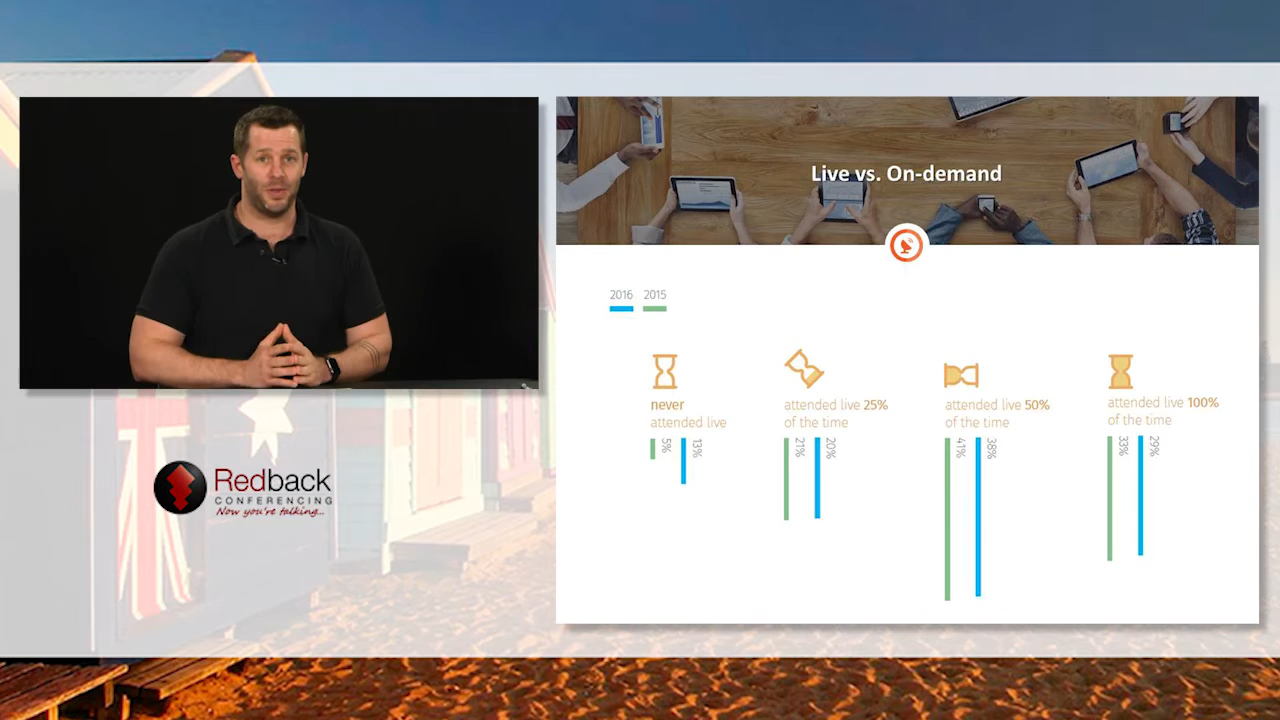 Live vs. On-demand
2016 2015
never
attended live
5% 13%
attended live 25%
of the time
21% 20%
attended live 50%
of the time
41% 38%
attended live 100%
of the time
33% 29%
Redback
CONFERENCING
Now you're talking...